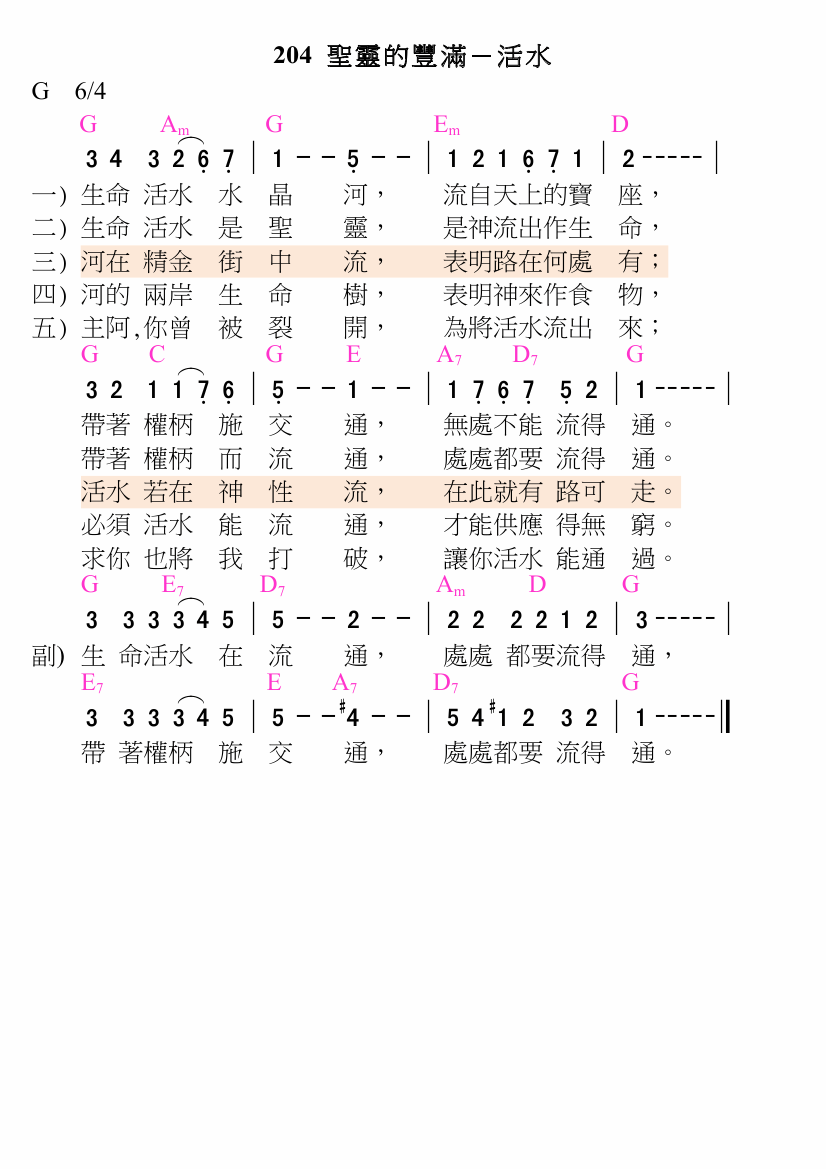 204 聖靈的豐滿－活水
G 6/4
G Am G Em D
3 4 3 2 6 7 | 1 － － 5 － － | 1 2 1 6 7 1 | 2 - - - - - |
一) 生命 活水 水 晶 河， 流自天上的寶 座，
二) 生命 活水 是 聖 靈， 是神流出作生 命，
三) 河在 精金 街 中 流， 表明路在何處 有；
四) 河的 兩岸 生 命 樹， 表明神來作食 物，
五) 主阿,你曾 被 裂 開， 為將活水流出 來；
G C G E A7 D7 G
3 2 1 1 7 6 | 5 － － 1 － － | 1 7 6 7 5 2 | 1 - - - - - |
帶著 權柄 施 交 通， 無處不能 流得 通。
帶著 權柄 而 流 通， 處處都要 流得 通。
活水 若在 神 性 流， 在此就有 路可 走。
必須 活水 能 流 通， 才能供應 得無 窮。
求你 也將 我 打 破， 讓你活水 能通 過。
G E7 D7 Am D G
3 3 3 3 4 5 | 5 － － 2 － － | 2 2 2 2 1 2 | 3 - - - - - |
副) 生 命活水 在 流 通， 處處 都要流得 通，
E7 E A7 D7 G
3 3 3 3 4 5 | 5 － － #4 － － | 5 4 #1 2 3 2 | 1 - - - - - ||
帶 著權柄 施 交 通， 處處都要 流得 通。